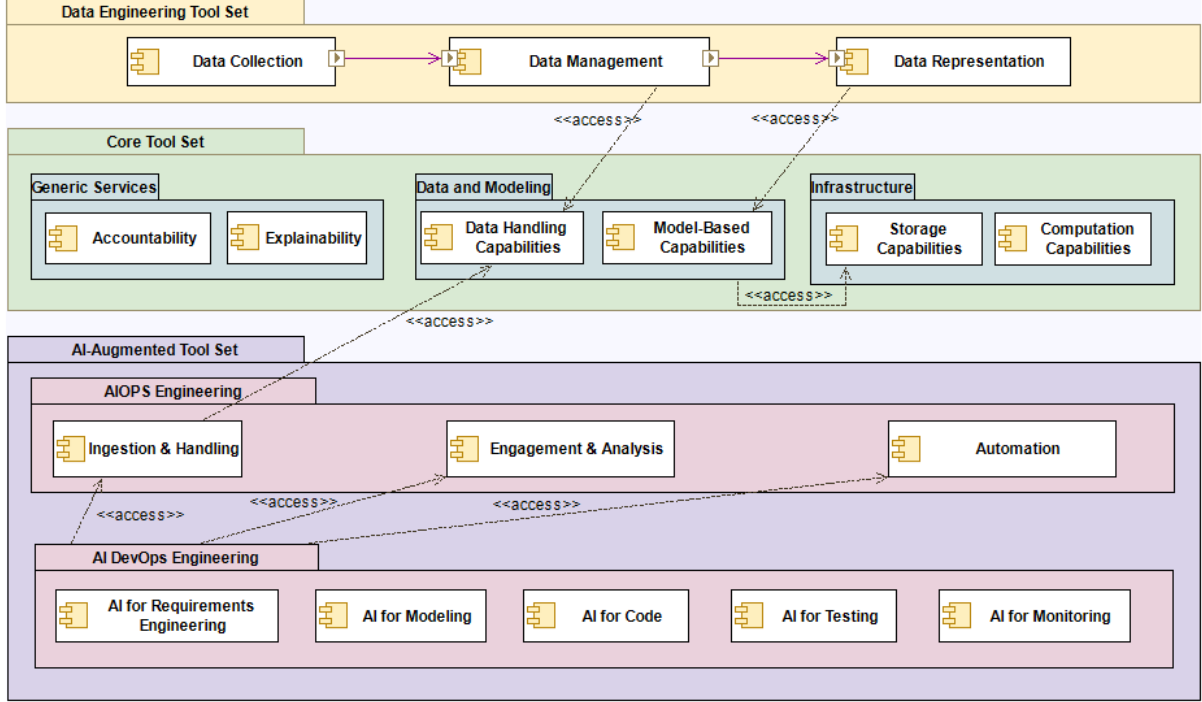 Data Engineering Tool Set
Data Collection
Data Management
Data Representation
<<access>>
<<access>>
Core Tool Set
Generic Services
Data and Modeling
Infrastructure
Accountability
Explainability
Data Handling
Capabilities
Model-Based
Capabilities
Storage
Capabilities
Computation
Capabilities
<<access>>
<<access>>
AI-Augmented Tool Set
AIOPS Engineering
Ingestion & Handling
Engagement & Analysis
Automation
<<access>>
<<access>>
<<access>>
AI DevOps Engineering
AI for Requirements
Engineering
AI for Modeling
AI for Code
AI for Testing
AI for Monitoring